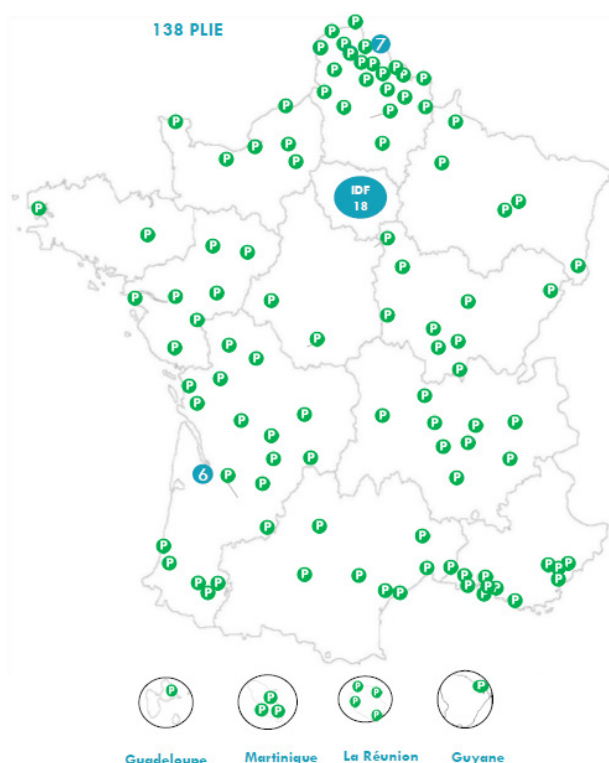 138 PLIE
7
IDF
18
6
P
Guadeloupe
Martinique
La Réunion
Guyane